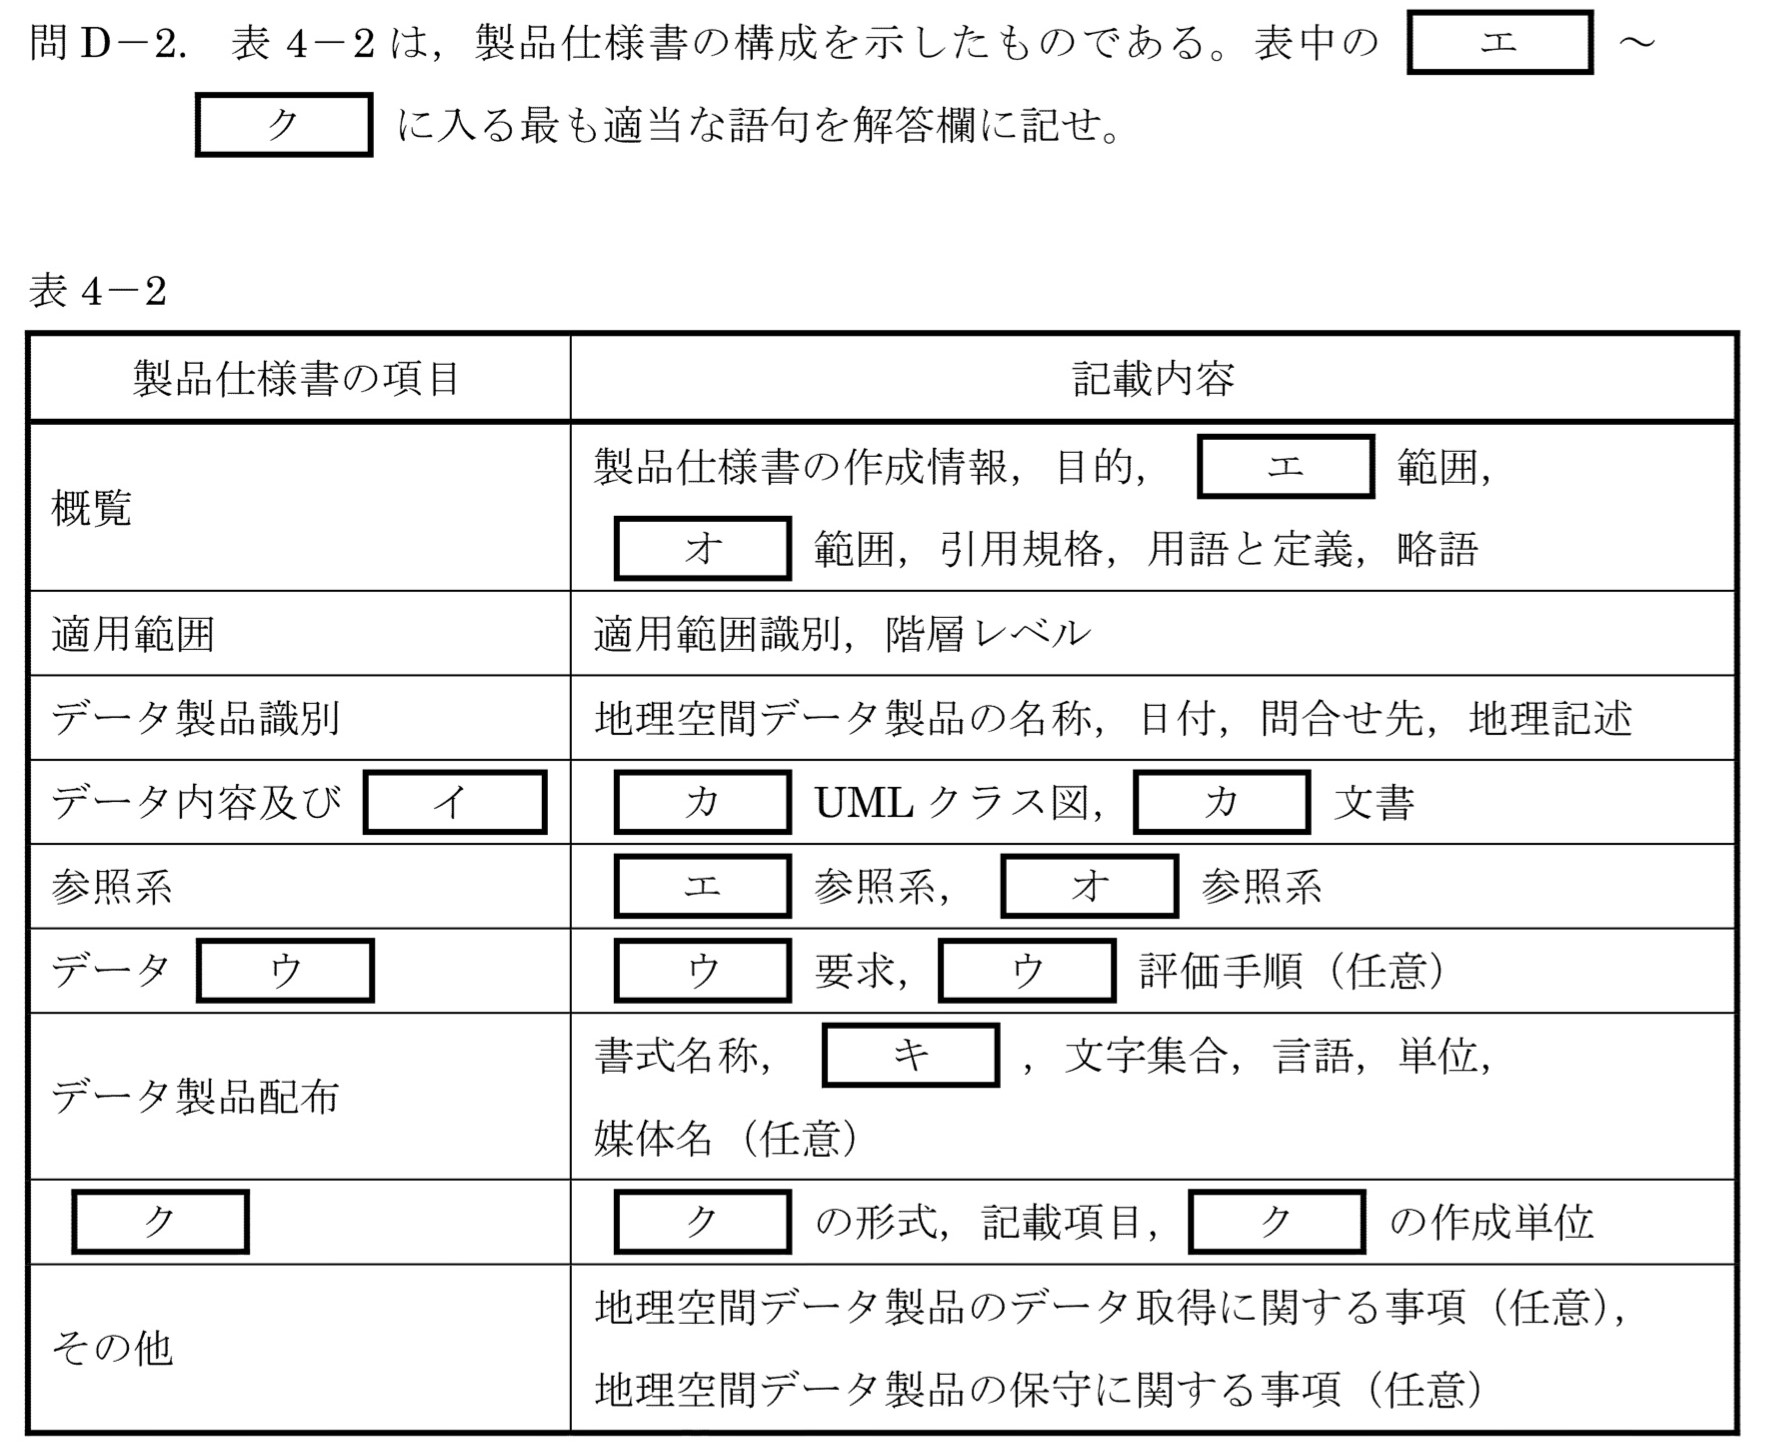 問 D－2. 表 4－2 は，製品仕様書の構成を示したものである。表中の エ ～
ク に入る最も適当な語句を解答欄に記せ。
表 4－2
製品仕様書の項目 記載内容
概覧 製品仕様書の作成情報，目的， エ 範囲，
オ 範囲，引用規格，用語と定義，略語
適用範囲 適用範囲識別，階層レベル
データ製品識別 地理空間データ製品の名称，日付，問合せ先，地理記述
データ内容及び イ カ UML クラス図， カ 文書
参照系 エ 参照系， オ 参照系
データ ウ ウ 要求， ウ 評価手順（任意）
データ製品配布 書式名称， キ ，文字集合，言語，単位，
媒体名（任意）
ク ク の形式，記載項目， ク の作成単位
その他 地理空間データ製品のデータ取得に関する事項（任意），
地理空間データ製品の保守に関する事項（任意）